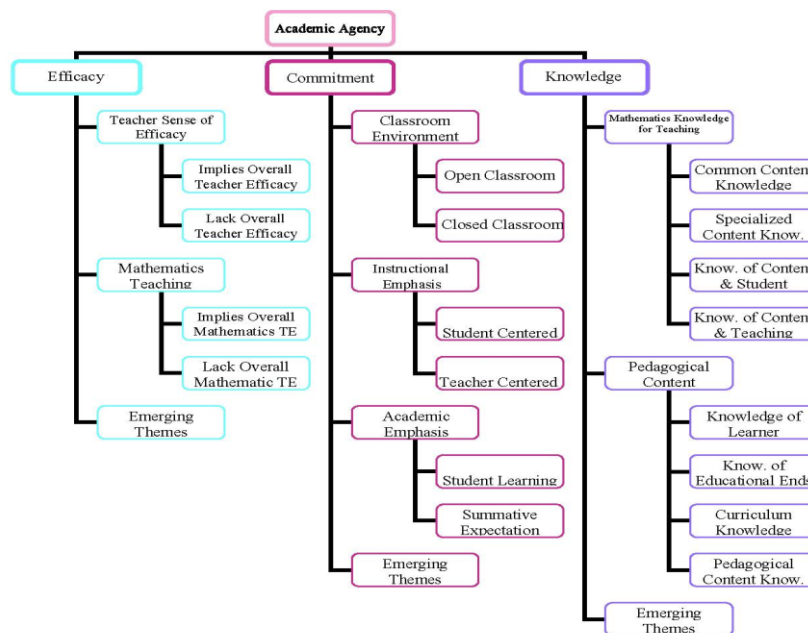 Academic Agency
Efficacy
Commitment
Knowledge
Teacher Sense of
Efficacy
Implies Overall
Teacher Efficacy
Lack Overall
Teacher Efficacy
Mathematics
Teaching
Implies Overall
Mathematics TE
Lack Overall
Mathematic TE
Emerging
Themes
Classroom
Environment
Open Classroom
Closed Classroom
Instructional Emphasis
Student Centered
Teacher Centered
Academic
Emphasis
Student Learning
Summative
Expectation
Emerging
Themes
Mathematics Knowledge
for Teaching
Common Conten
Knowledge
Specialized
Content Know.
Know. of Conten
& Student
Know. of Conten
& Teaching
Pedagogical
Content
Knowledge of
Learner
Know. of
Educational Ends
Curriculum
Knowledge
Pedagogical
Content Know.
Emerging
Themes